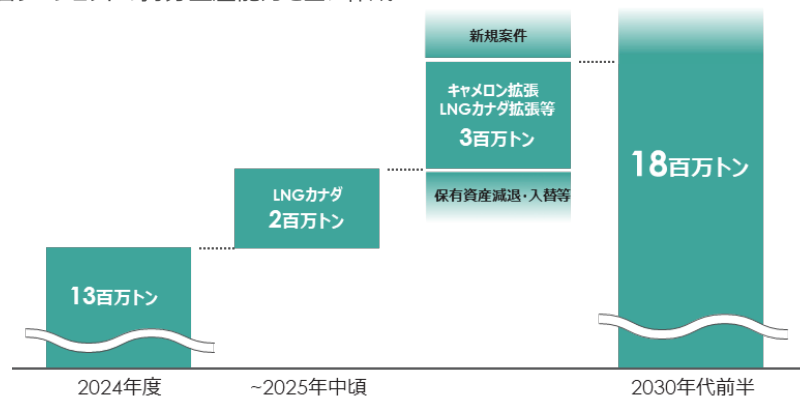 新規案件
キャメロン拡張
LNGカナダ拡張等
3百万トン
18百万トン
LNGカナダ
2百万トン
保有資産減退・入替等
13百万トン
2024年度
~2025年中頃
2030年代前半